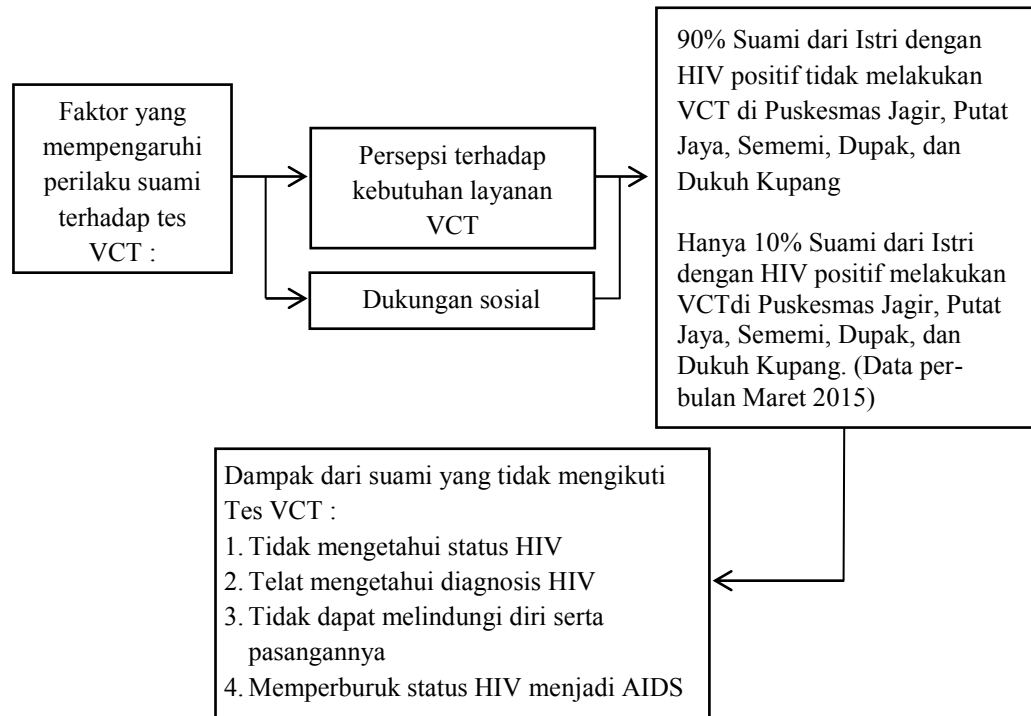 Faktor yang
mempengaruhi
perilaku suami
terhadap tes
VCT :
Persepsi terhadap
kebutuhan layanan
VCT
Dukungan sosial
90% Suami dari Istri dengan
HIV positif tidak melakukan
VCT di Puskesmas Jagir, Putat
Jaya, Sememi, Dupak, dan
Dukuh Kupang
Hanya 10% Suami dari Istri
dengan HIV positif melakukan
VCTdi Puskesmas Jagir, Putat
Jaya, Sememi, Dupak, dan
Dukuh Kupang. (Data per-
bulan Maret 2015)
Dampak dari suami yang tidak mengikuti
Tes VCT :
1. Tidak mengetahui status HIV
2. Telat mengetahui diagnosis HIV
3. Tidak dapat melindungi diri serta
pasangannya
4. Memperburuk status HIV menjadi AIDS